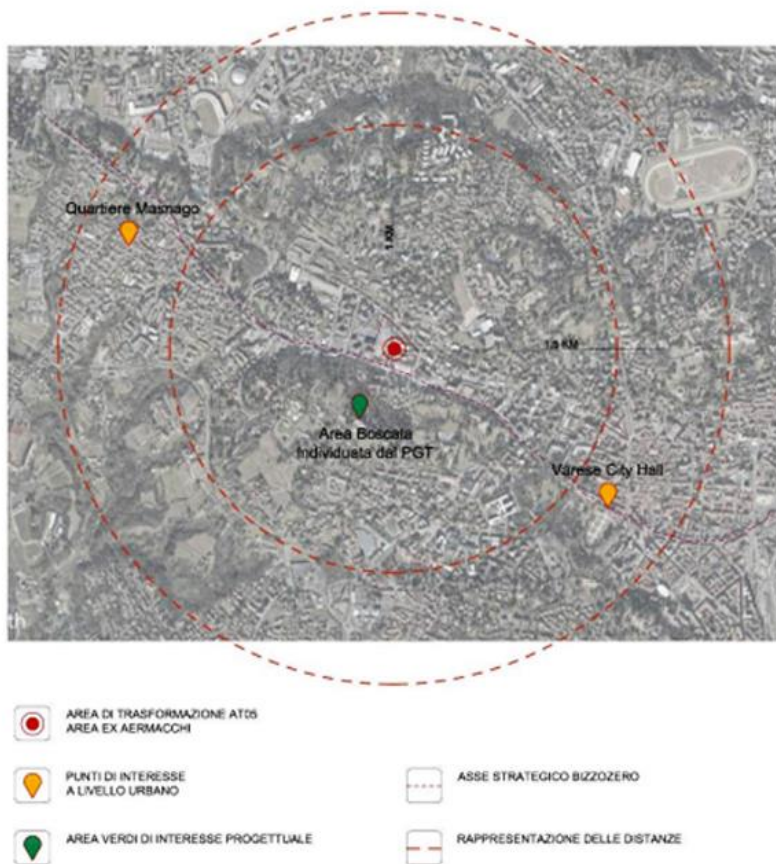 Quartiere Masnago
1 KM
1,5 KM
Area Boscata
Individuata dal PGT
Varese City Hall
th
AREA DI TRASFORMAZIONE AT05
AREA EX AERMACCHI
PUNTI DI INTERESSE
A LIVELLO URBANO
ASSE STRATEGICO BIZZOZERO
AREA VERDI DI INTERESSE PROGETTUALE
RAPPRESENTAZIONE DELLE DISTANZE